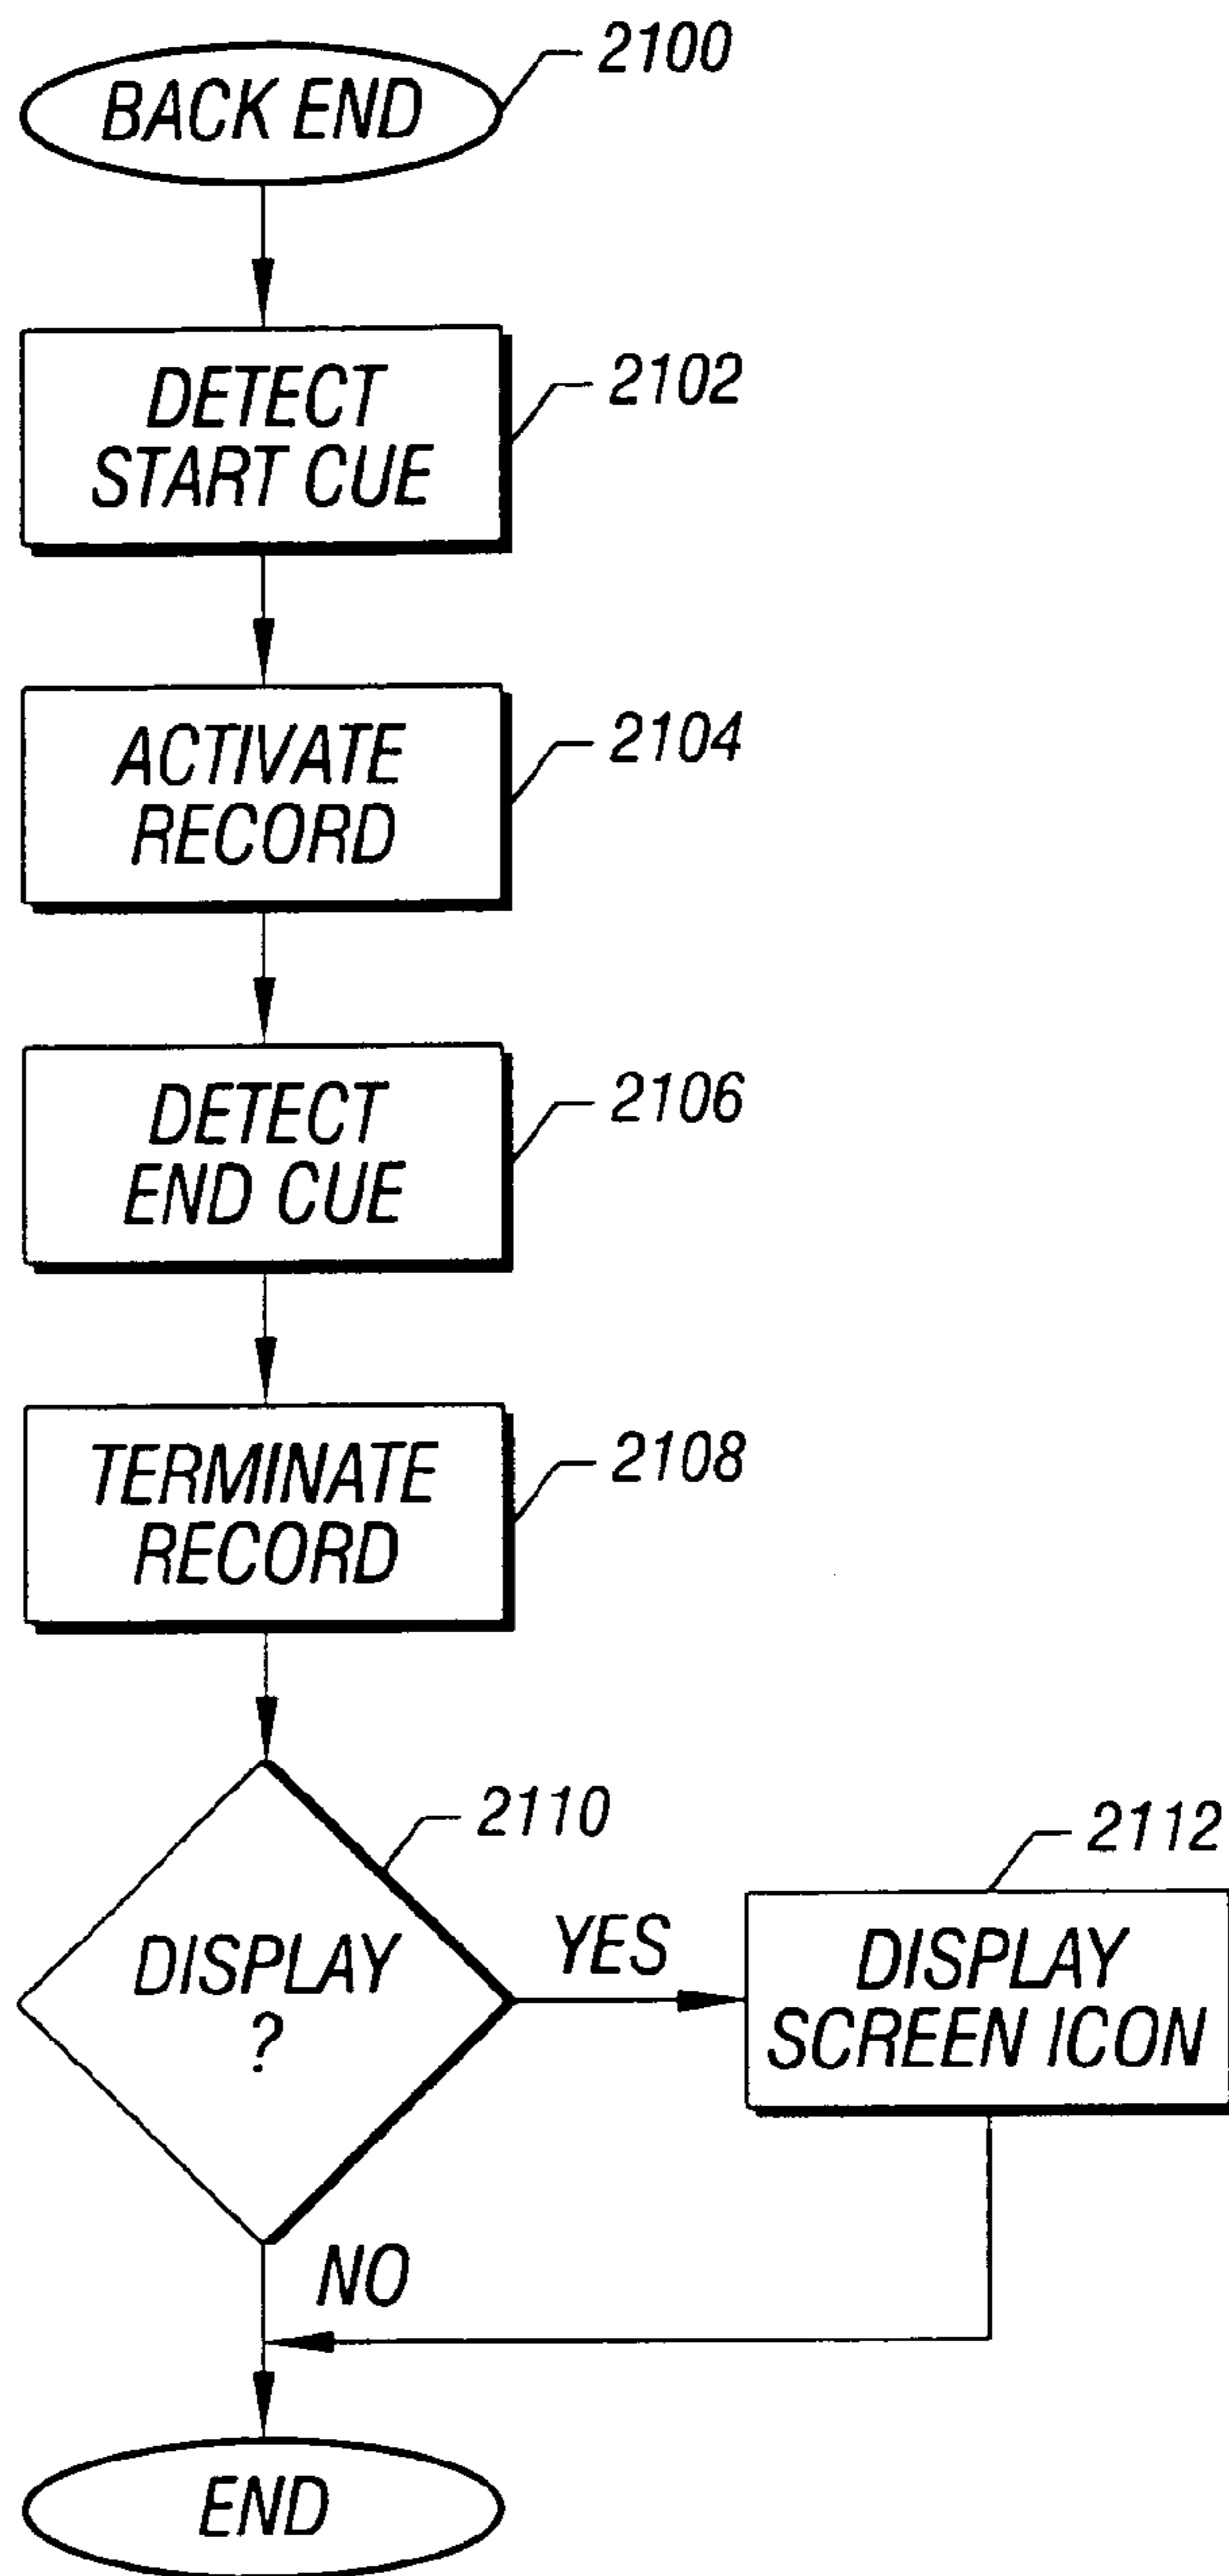 2100
BACK END
2102
DETECT
START CUE
2104
ACTIVATE
RECORD
2106
DETECT
END CUE
2108
TERMINATE
RECORD
2110
DISPLAY
?
YES
2112
DISPLAY
SCREEN ICON
NO
END